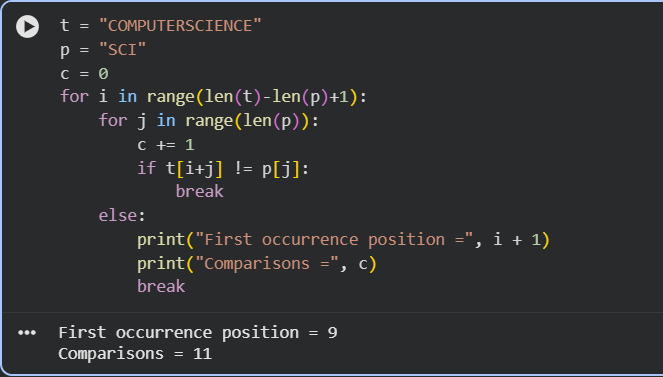 t = "COMPUTERSCIENCE"
p = "SCI"
c = 0
for i in range(len(t)-len(p)+1):
    for j in range(len(p)):
        c += 1
        if t[i+j] != p[j]:
            break
    else:
        print("First occurrence position =", i + 1)
        print("Comparisons =", c)
        break
First occurrence position = 9
Comparisons = 11